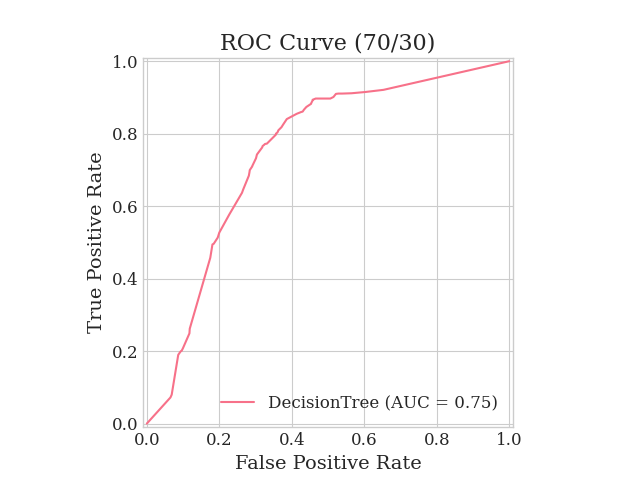 ROC Curve (70/30)
True Positive Rate
1.0
0.8
0.6
0.4
0.2
0.0
DecisionTree (AUC = 0.75)
0.0 0.2 0.4 0.6 0.8 1.0
False Positive Rate